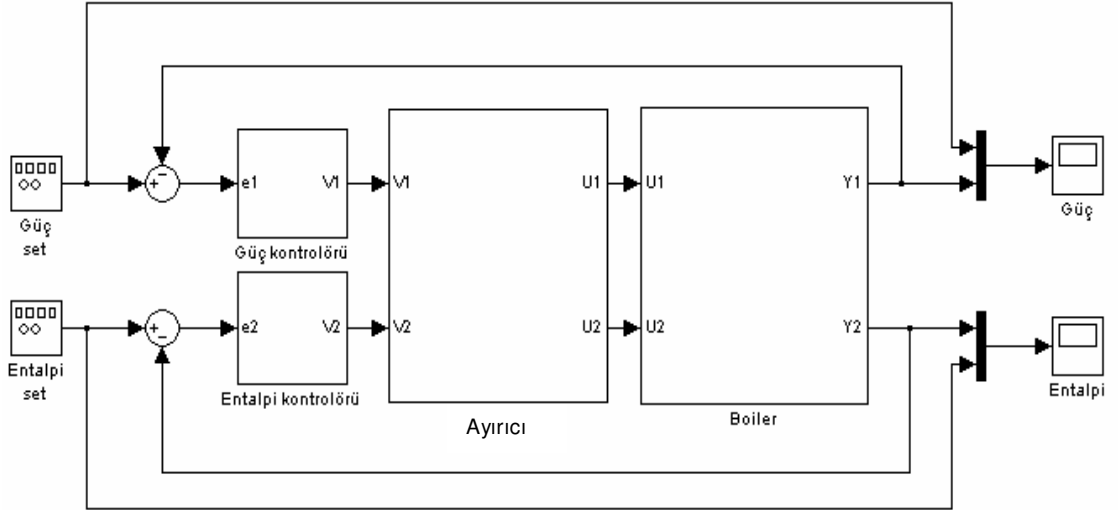 Güç
set
+
−
e1
V1
Güç kontrolörü
V1
U1
U1
Y1
Güç
Entalpi
set
+
−
e2
V2
Entalpi kontrolörü
V2
U2
Ayırıcı
U2
Y2
Boiler
Entalpi